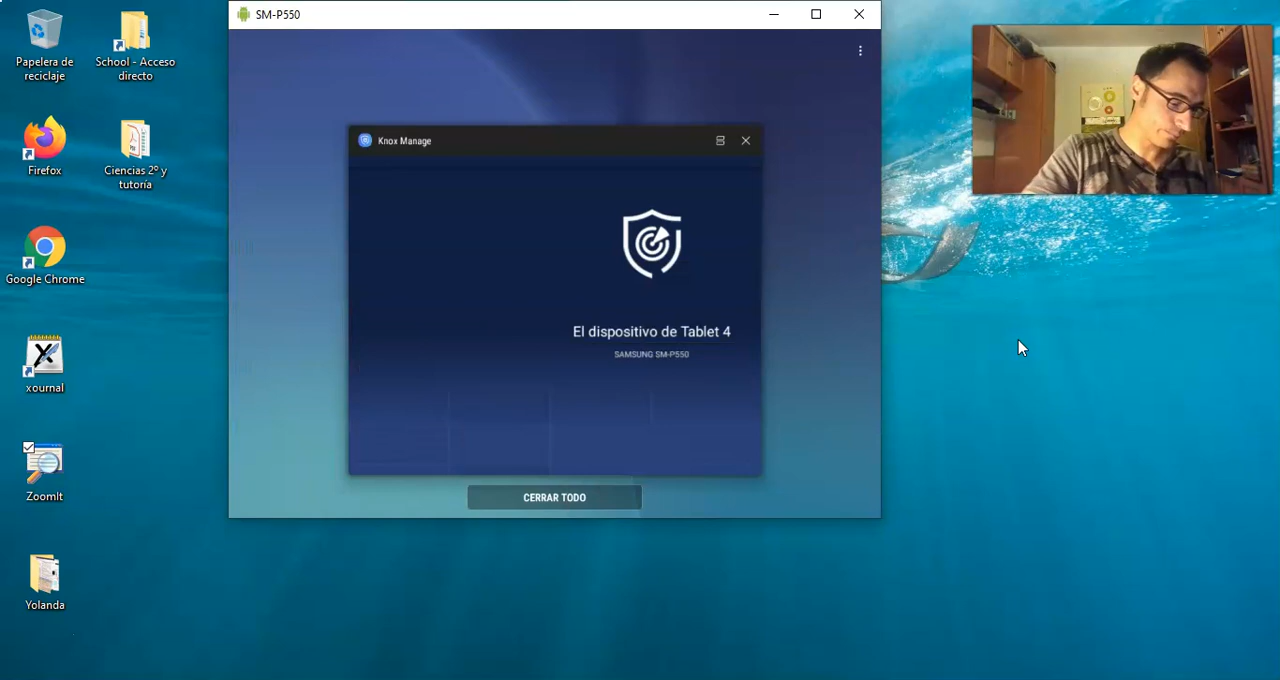 SM-P550
Papelera de
reciclaje
School - Acceso
directo
Knox Manage
Firefox
Ciencias 2º y
tutoría
Google Chrome
El dispositivo de Tablet 4
SAMSUNG SM-P550
xournal
CERRAR TODO
ZoomIt
Yolanda